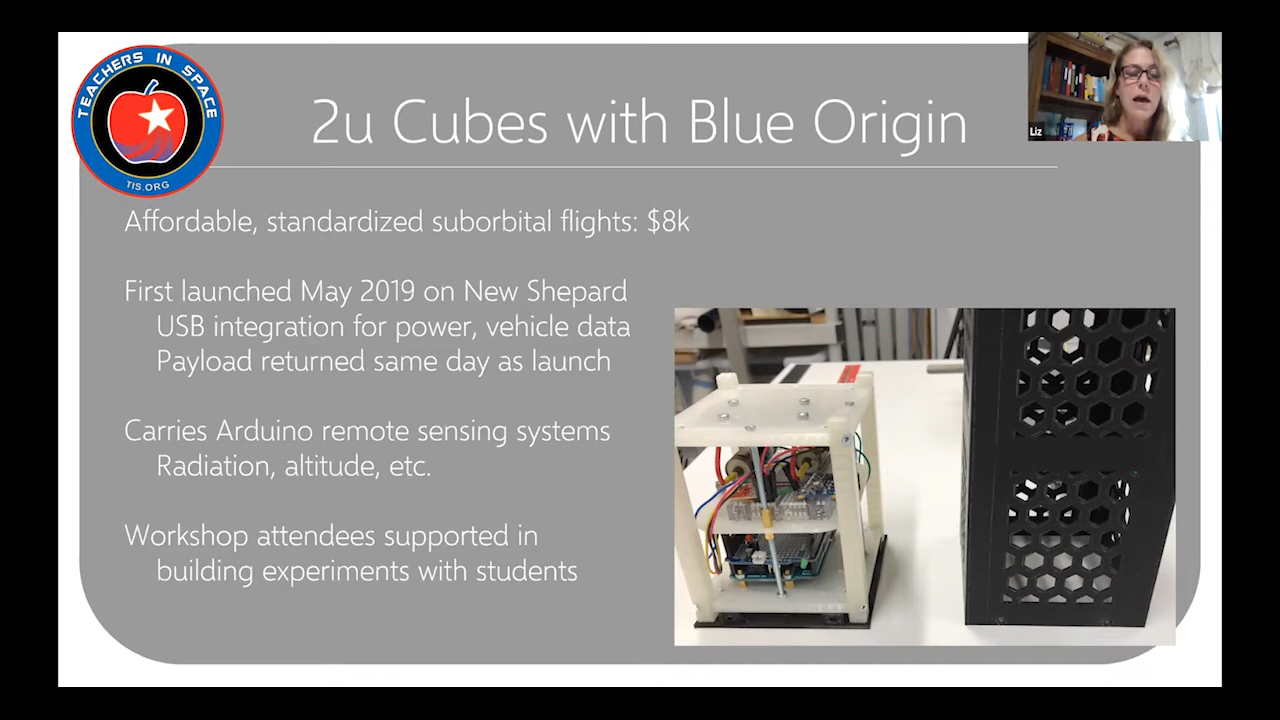 TEACHERS IN SPACE
TIS.ORG
2u Cubes with Blue Origin
Liz
Affordable, standardized suborbital flights: $8k
First launched May 2019 on New Shepard
USB integration for power, vehicle data
Payload returned same day as launch
Carries Arduino remote sensing systems
Radiation, altitude, etc.
Workshop attendees supported in
building experiments with students